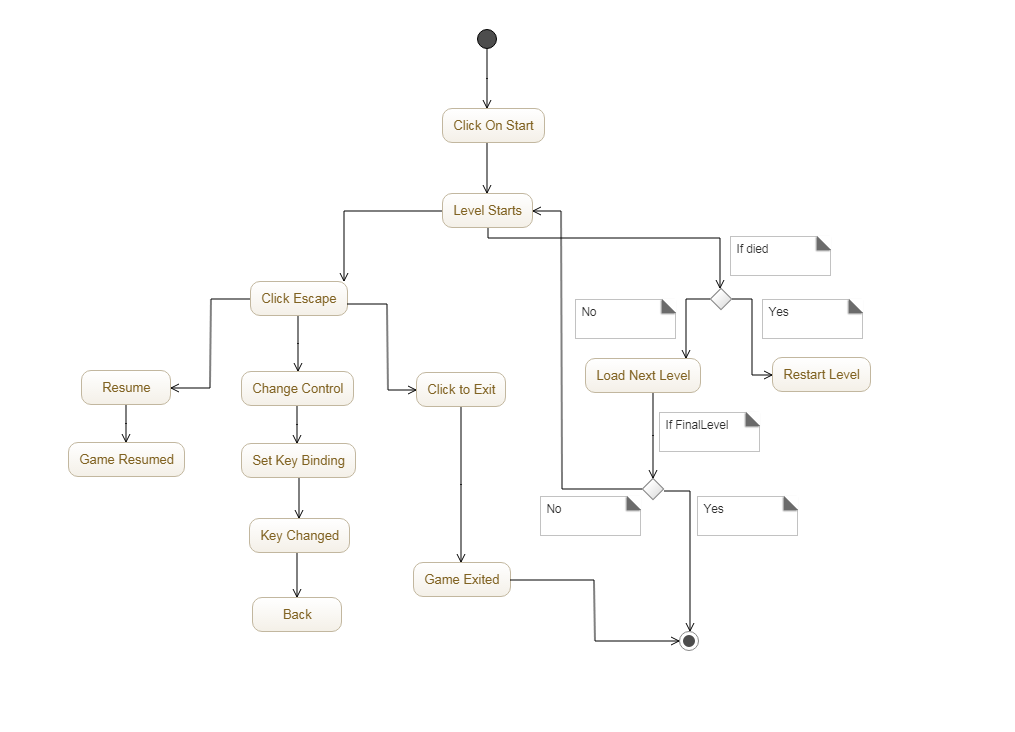 Click On Start
Level Starts
If died
Click Escape
No
Yes
Resume
Change Control
Click to Exit
Load Next Level
Restart Level
If FinalLevel
Game Resumed
Set Key Binding
No
Yes
Key Changed
Game Exited
Back